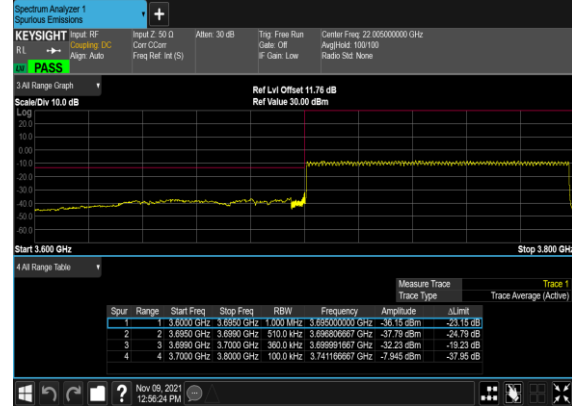 Spectrum Analyzer 1
Spurious Emissions
+
KEYSIGHT Input: RF Input Z: 50 Ω Atten: 30 dB Trig: Free Run Center Freq: 22.005000000 GHz
RL Coupling: DC Corr CCorr Gate: Off Avg|Hold: 100/100
Align: Auto Freq Ref: Int (S) IF Gain: Low Radio Std: None
PASS
3 All Range Graph Ref Lvl Offset 11.76 dB
Scale/Div 10.0 dB Ref Value 30.00 dBm
Log
20.0
10.0
0.00
-10.0
-20.0
-30.0
-40.0
-50.0
-60.0
Start 3.600 GHz Stop 3.800 GHz
4 All Range Table
Measure Trace Trace 1
Trace Type Trace Average (Active)
Spur Range Start Freq Stop Freq RBW Frequency Amplitude ΔLimit
1 1 3.6000 GHz 3.6950 GHz 1.000 MHz 3.695000000 GHz -36.15 dBm -23.15 dB
2 2 3.6950 GHz 3.6990 GHz 510.0 kHz 3.696806667 GHz -37.79 dBm -24.79 dB
3 3 3.6990 GHz 3.7000 GHz 360.0 kHz 3.699991667 GHz -32.23 dBm -19.23 dB
4 4 3.7000 GHz 3.8000 GHz 100.0 kHz 3.741166667 GHz -7.945 dBm -37.95 dB
? Nov 09, 2021
12:56:24 PM